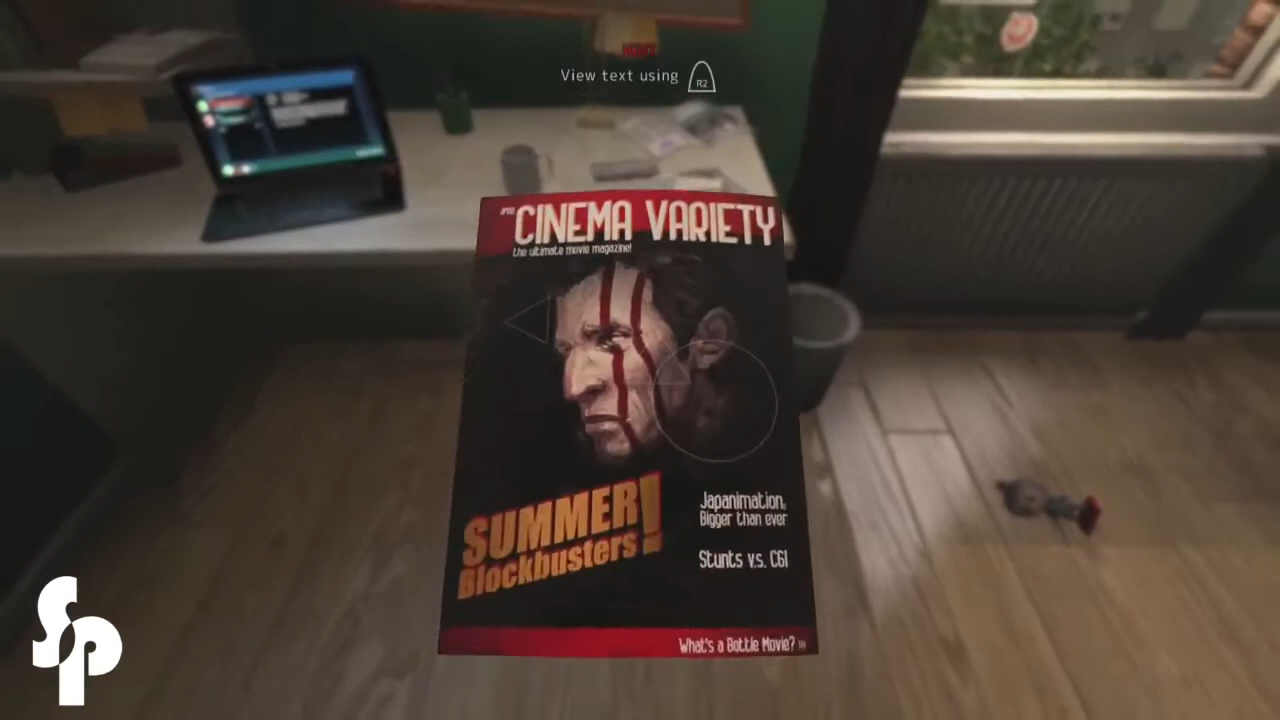 View text using
R2
CINEMA VARIETY
the ultimate movie magazine!
SUMMER!
Blockbusters
Japanimation,
Bigger than ever
Stunts v.s. CGI
What's a Bottle Movie? »
SP